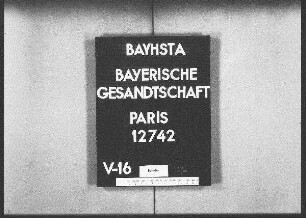 BAYHSTA
BAYERISCHE
GESANDTSCHAFT
PARIS
12742
V-16